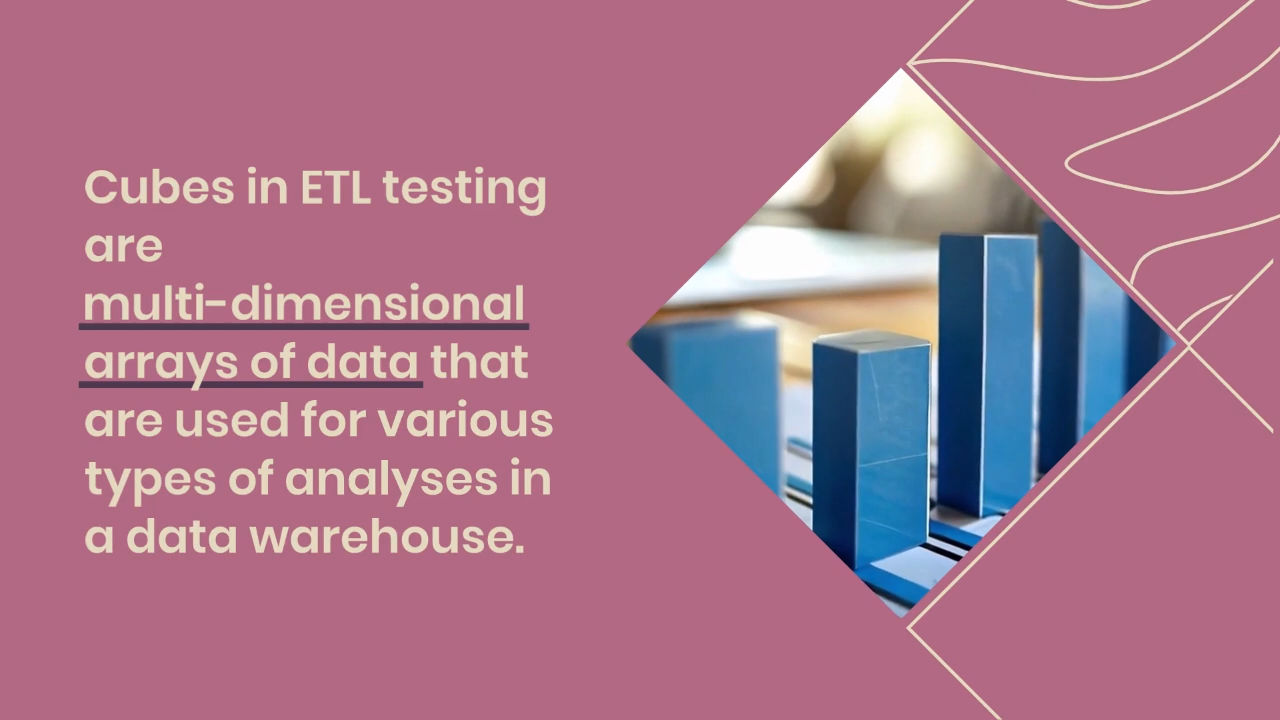 Cubes in ETL testing
are
multi-dimensional
arrays of data that
are used for various
types of analyses in
a data warehouse.